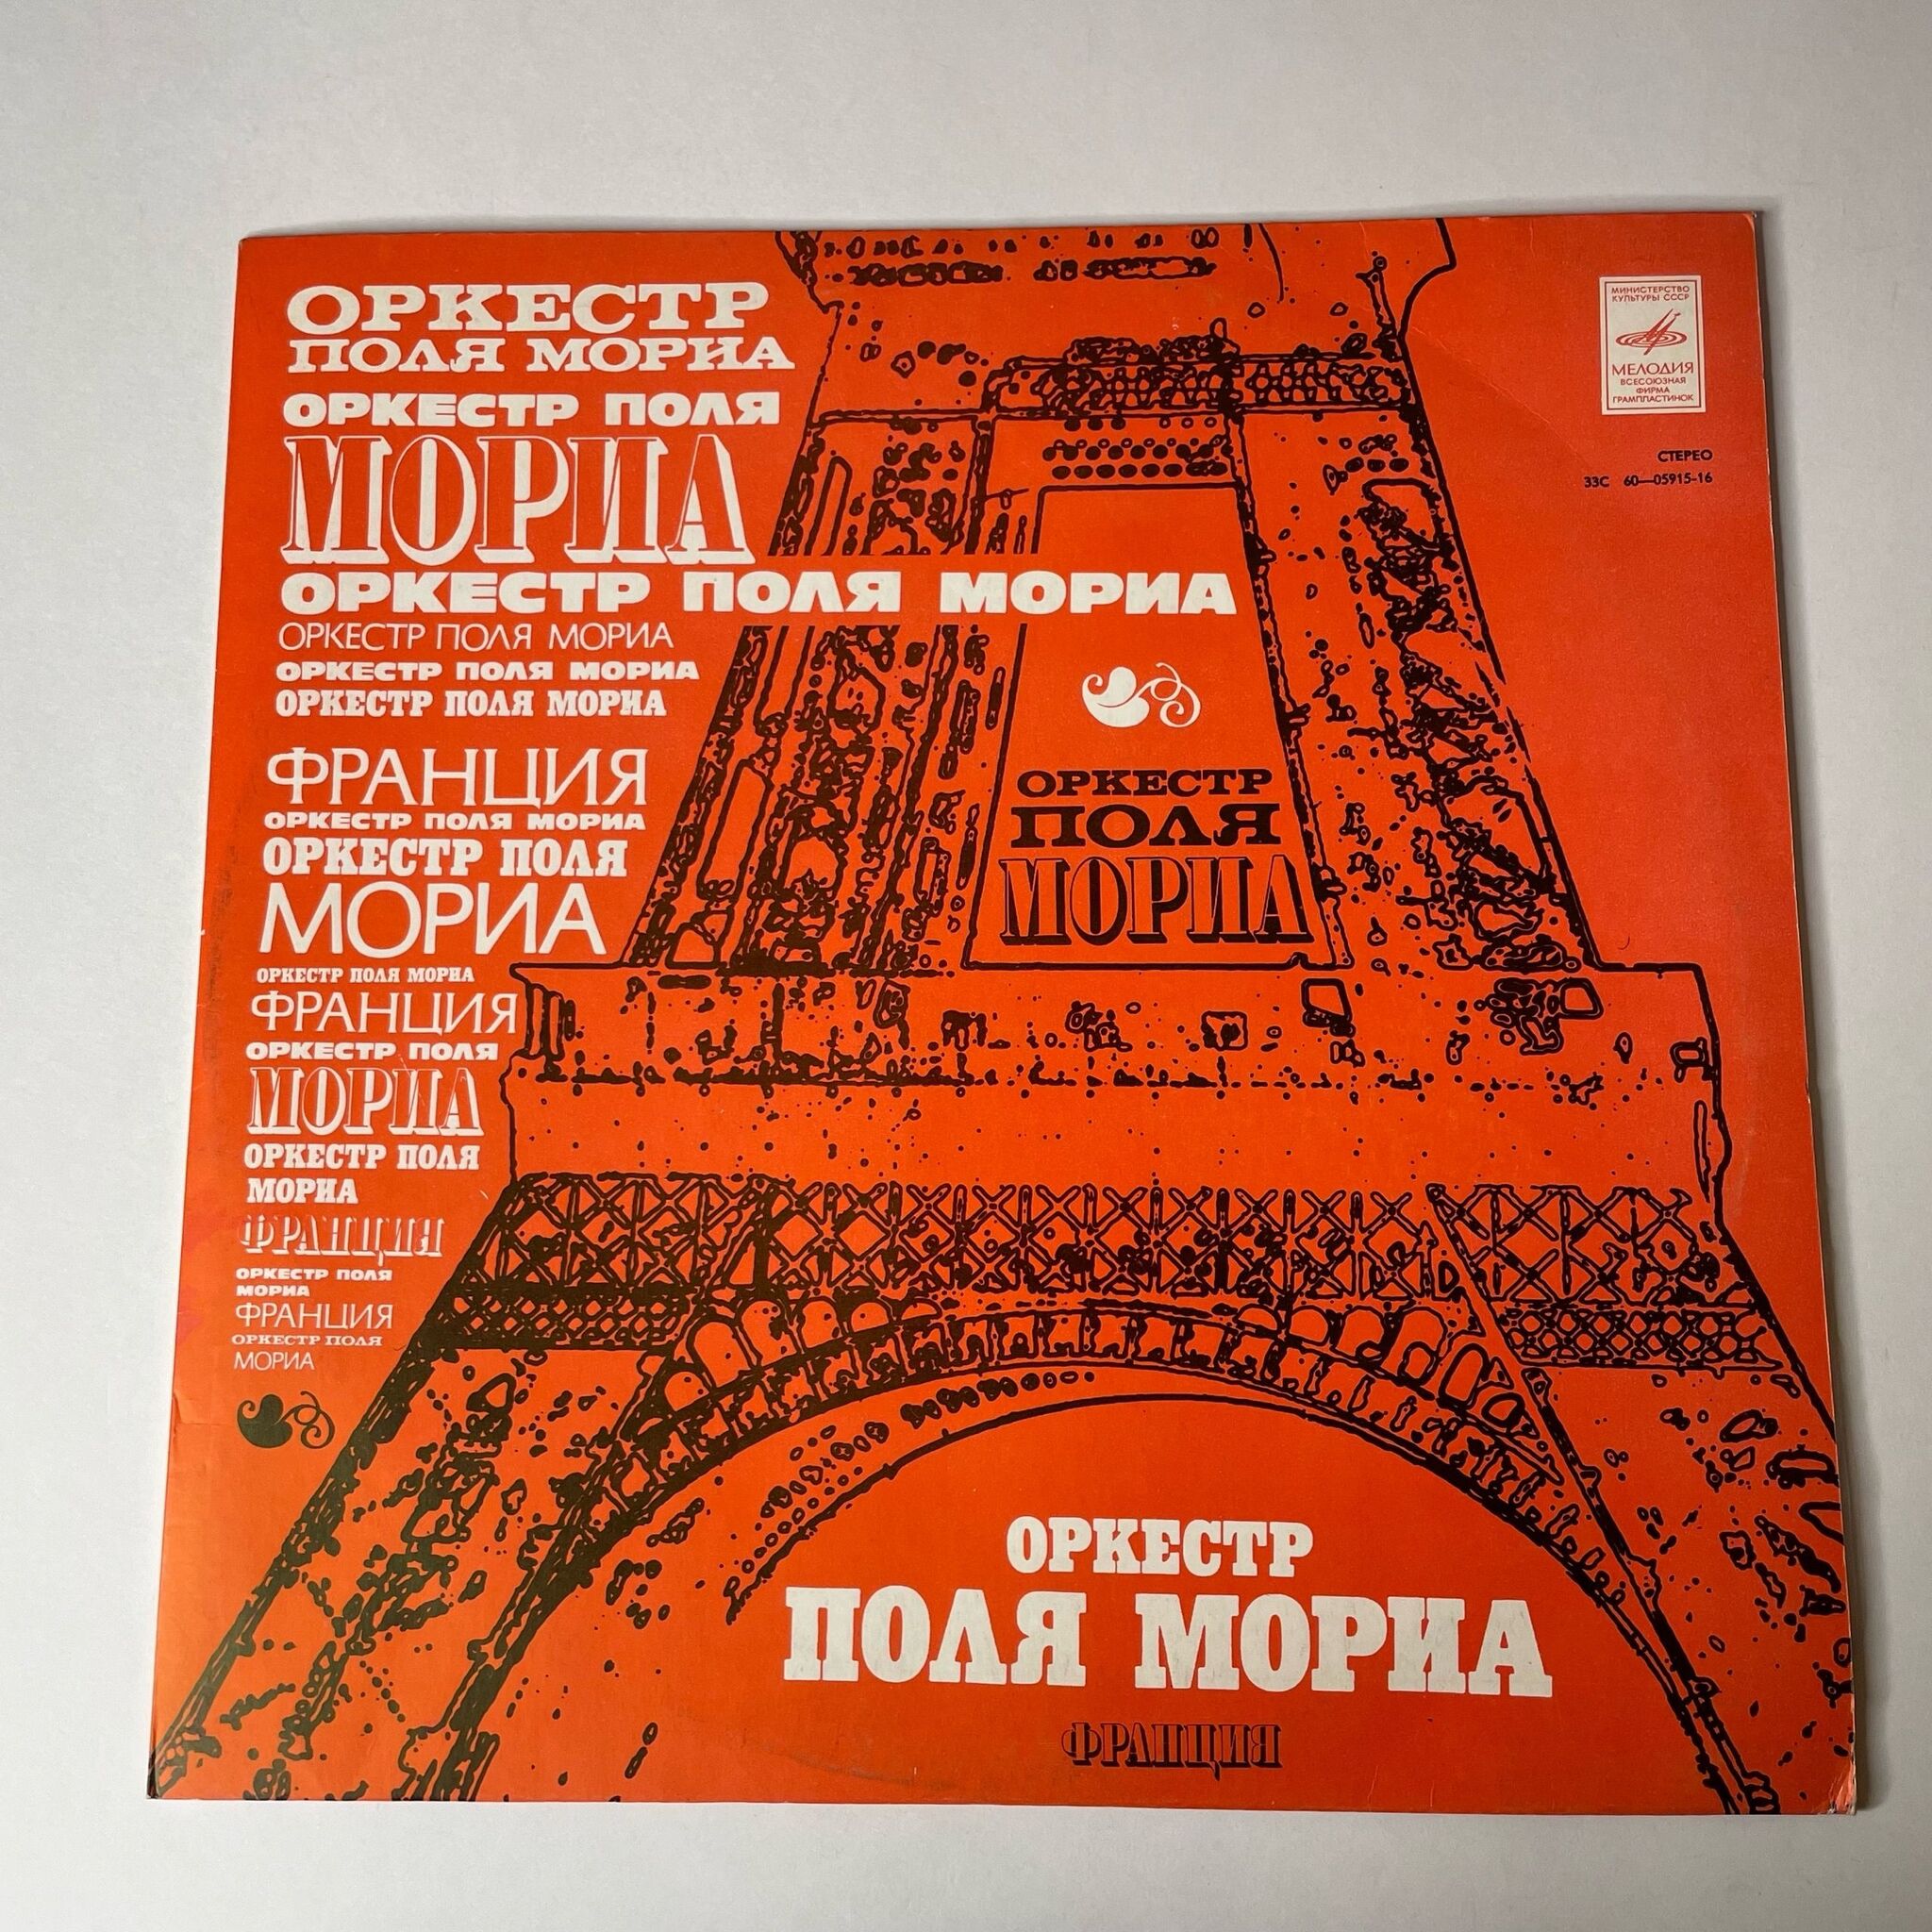 ОРКЕСТР
ПОЛЯ МОРИА
ОРКЕСТР ПОЛЯ
МОРИА
ОРКЕСТР ПОЛЯ МОРИА
ОРКЕСТР ПОЛЯ МОРИА
ОРКЕСТР ПОЛЯ МОРИА
ОРКЕСТР ПОЛЯ МОРИА
ФРАНЦИЯ
ОРКЕСТР ПОЛЯ МОРИА
ОРКЕСТР ПОЛЯ
МОРИА
ОРКЕСТР ПОЛЯ МОРИА
ФРАНЦИЯ
ОРКЕСТР ПОЛЯ
МОРИА
ОРКЕСТР ПОЛЯ
МОРИА
ФРАНЦИЯ
ОРКЕСТР ПОЛЯ
МОРИА
ФРАНЦИЯ
ОРКЕСТР ПОЛЯ
МОРИА
МИНИСТЕРСТВО
КУЛЬТУРЫ СССР
МЕЛОДИЯ
ВСЕСОЮЗНАЯ
ФИРМА
ГРАМПЛАСТИНОК
СТЕРЕО
33С 60—05915-16
ОРКЕСТР
ПОЛЯ
МОРИА
ОРКЕСТР
ПОЛЯ МОРИА
ФРАНЦИЯ